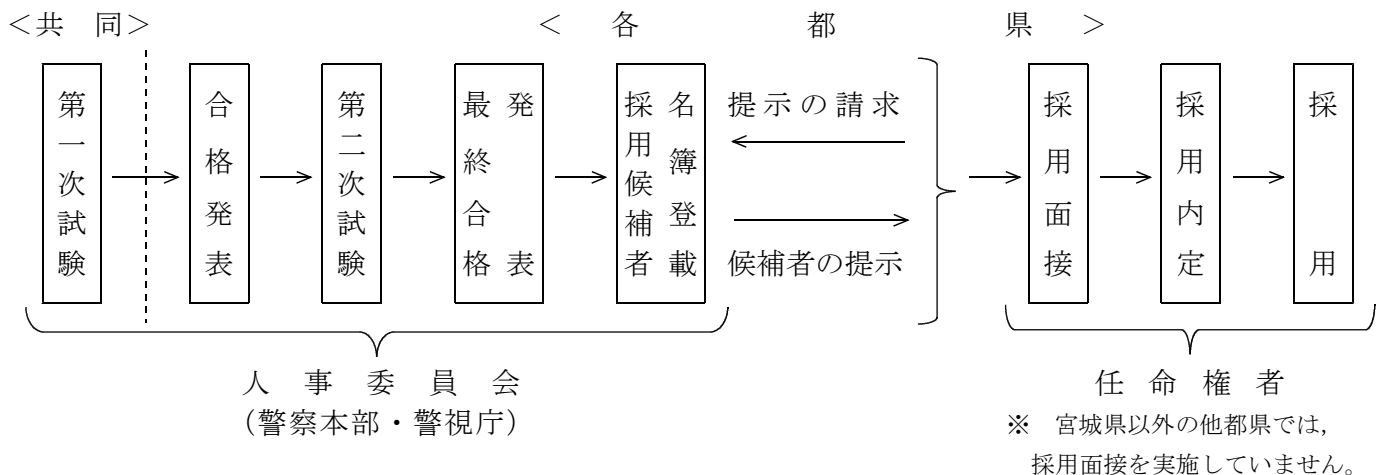 ＜共　同＞
＜　各　都　県　＞
第一次試験
合格発表
第二次試験
最終合格
発表
採用候補者
名簿登載
提示の請求
候補者の提示
採用面接
採用内定
採用
人事委員会
（警察本部・警視庁）
任命権者
※　宮城県以外の他都県では，
採用面接を実施していません。